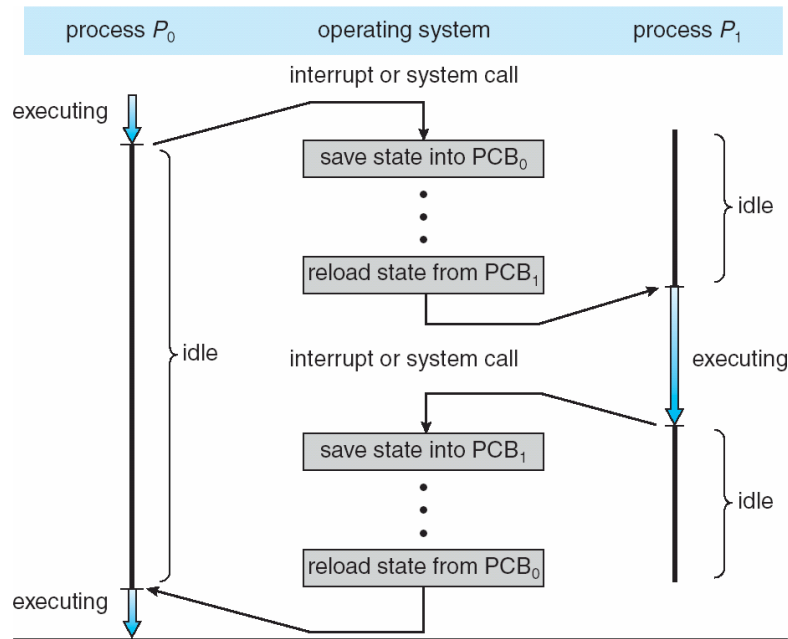 process P₀ operating system process P₁
interrupt or system call
executing
save state into PCB₀
idle
reload state from PCB₁
idle
interrupt or system call
executing
save state into PCB₁
idle
reload state from PCB₀
executing